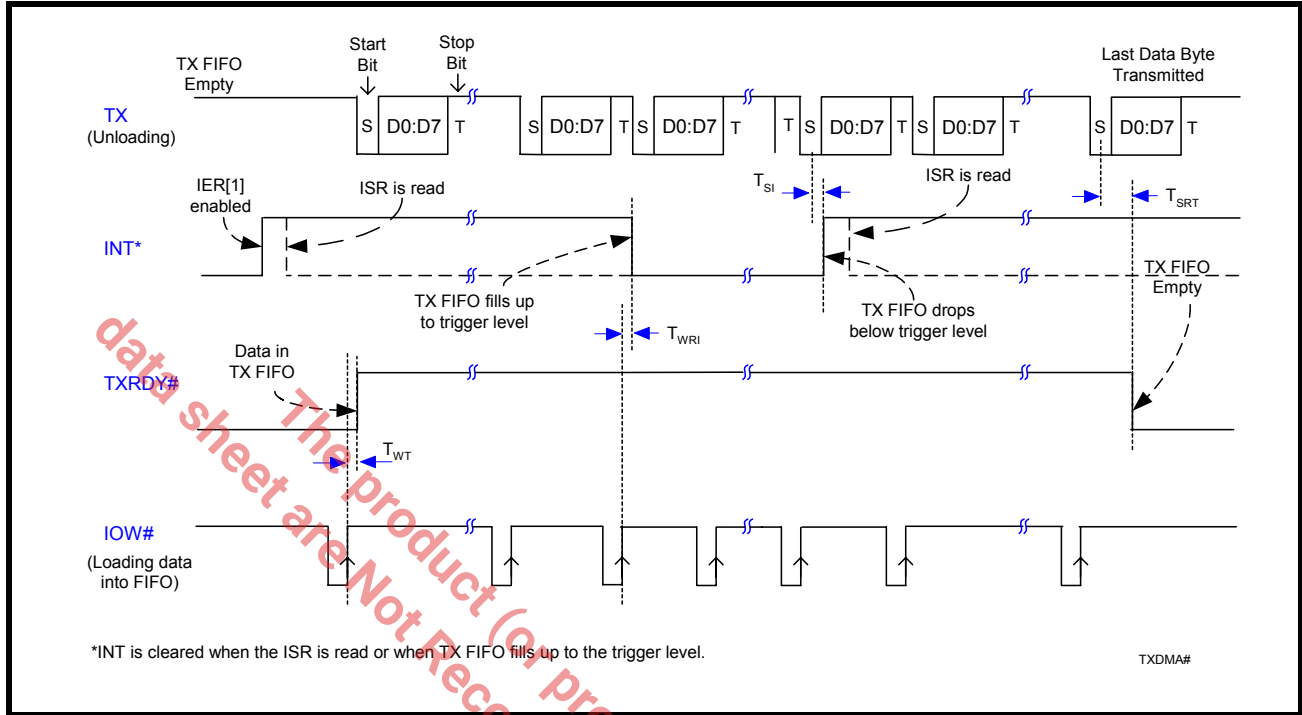 Start
Bit
Stop
Bit
TX FIFO
Empty
Last Data Byte
Transmitted
TX
(Unloading)
S D0:D7 T S D0:D7 T S D0:D7 T T S D0:D7 T S D0:D7 T S D0:D7 T
IER[1]
enabled
ISR is read
TSI
ISR is read
TSRT
INT*
TX FIFO fills up
to trigger level
TX FIFO drops
below trigger level
TX FIFO
Empty
TWRI
Data in
TX FIFO
TXRDY#
TWT
IOW#
(Loading data
into FIFO)
*INT is cleared when the ISR is read or when TX FIFO fills up to the trigger level.
TXDMA#
The product (or pro
data sheet are Not Rec